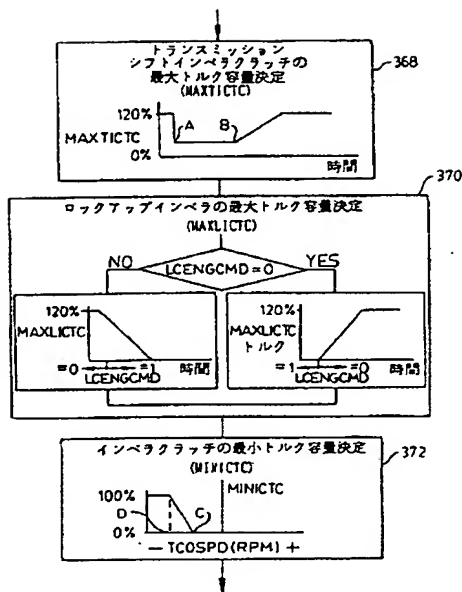 トランスミッション
シフトインペラクラッチの
最大トルク容量決定
(MAXTICTC)
368
120%
MAXTICTC
A
B
0%
時間
370
ロックアップインペラの最大トルク容量決定
(MAXLICTC)
NO
LCENGCMD=0
YES
120%
MAXLICTC
=0
=1
時間
LCENGCMD
120%
MAXLICTC
トルク
=1
=0
時間
LCENGCMD
インペラクラッチの最小トルク容量決定
(MINICTC)
372
100%
MINICTC
D
C
0%
− TCOSPD(RPM) +